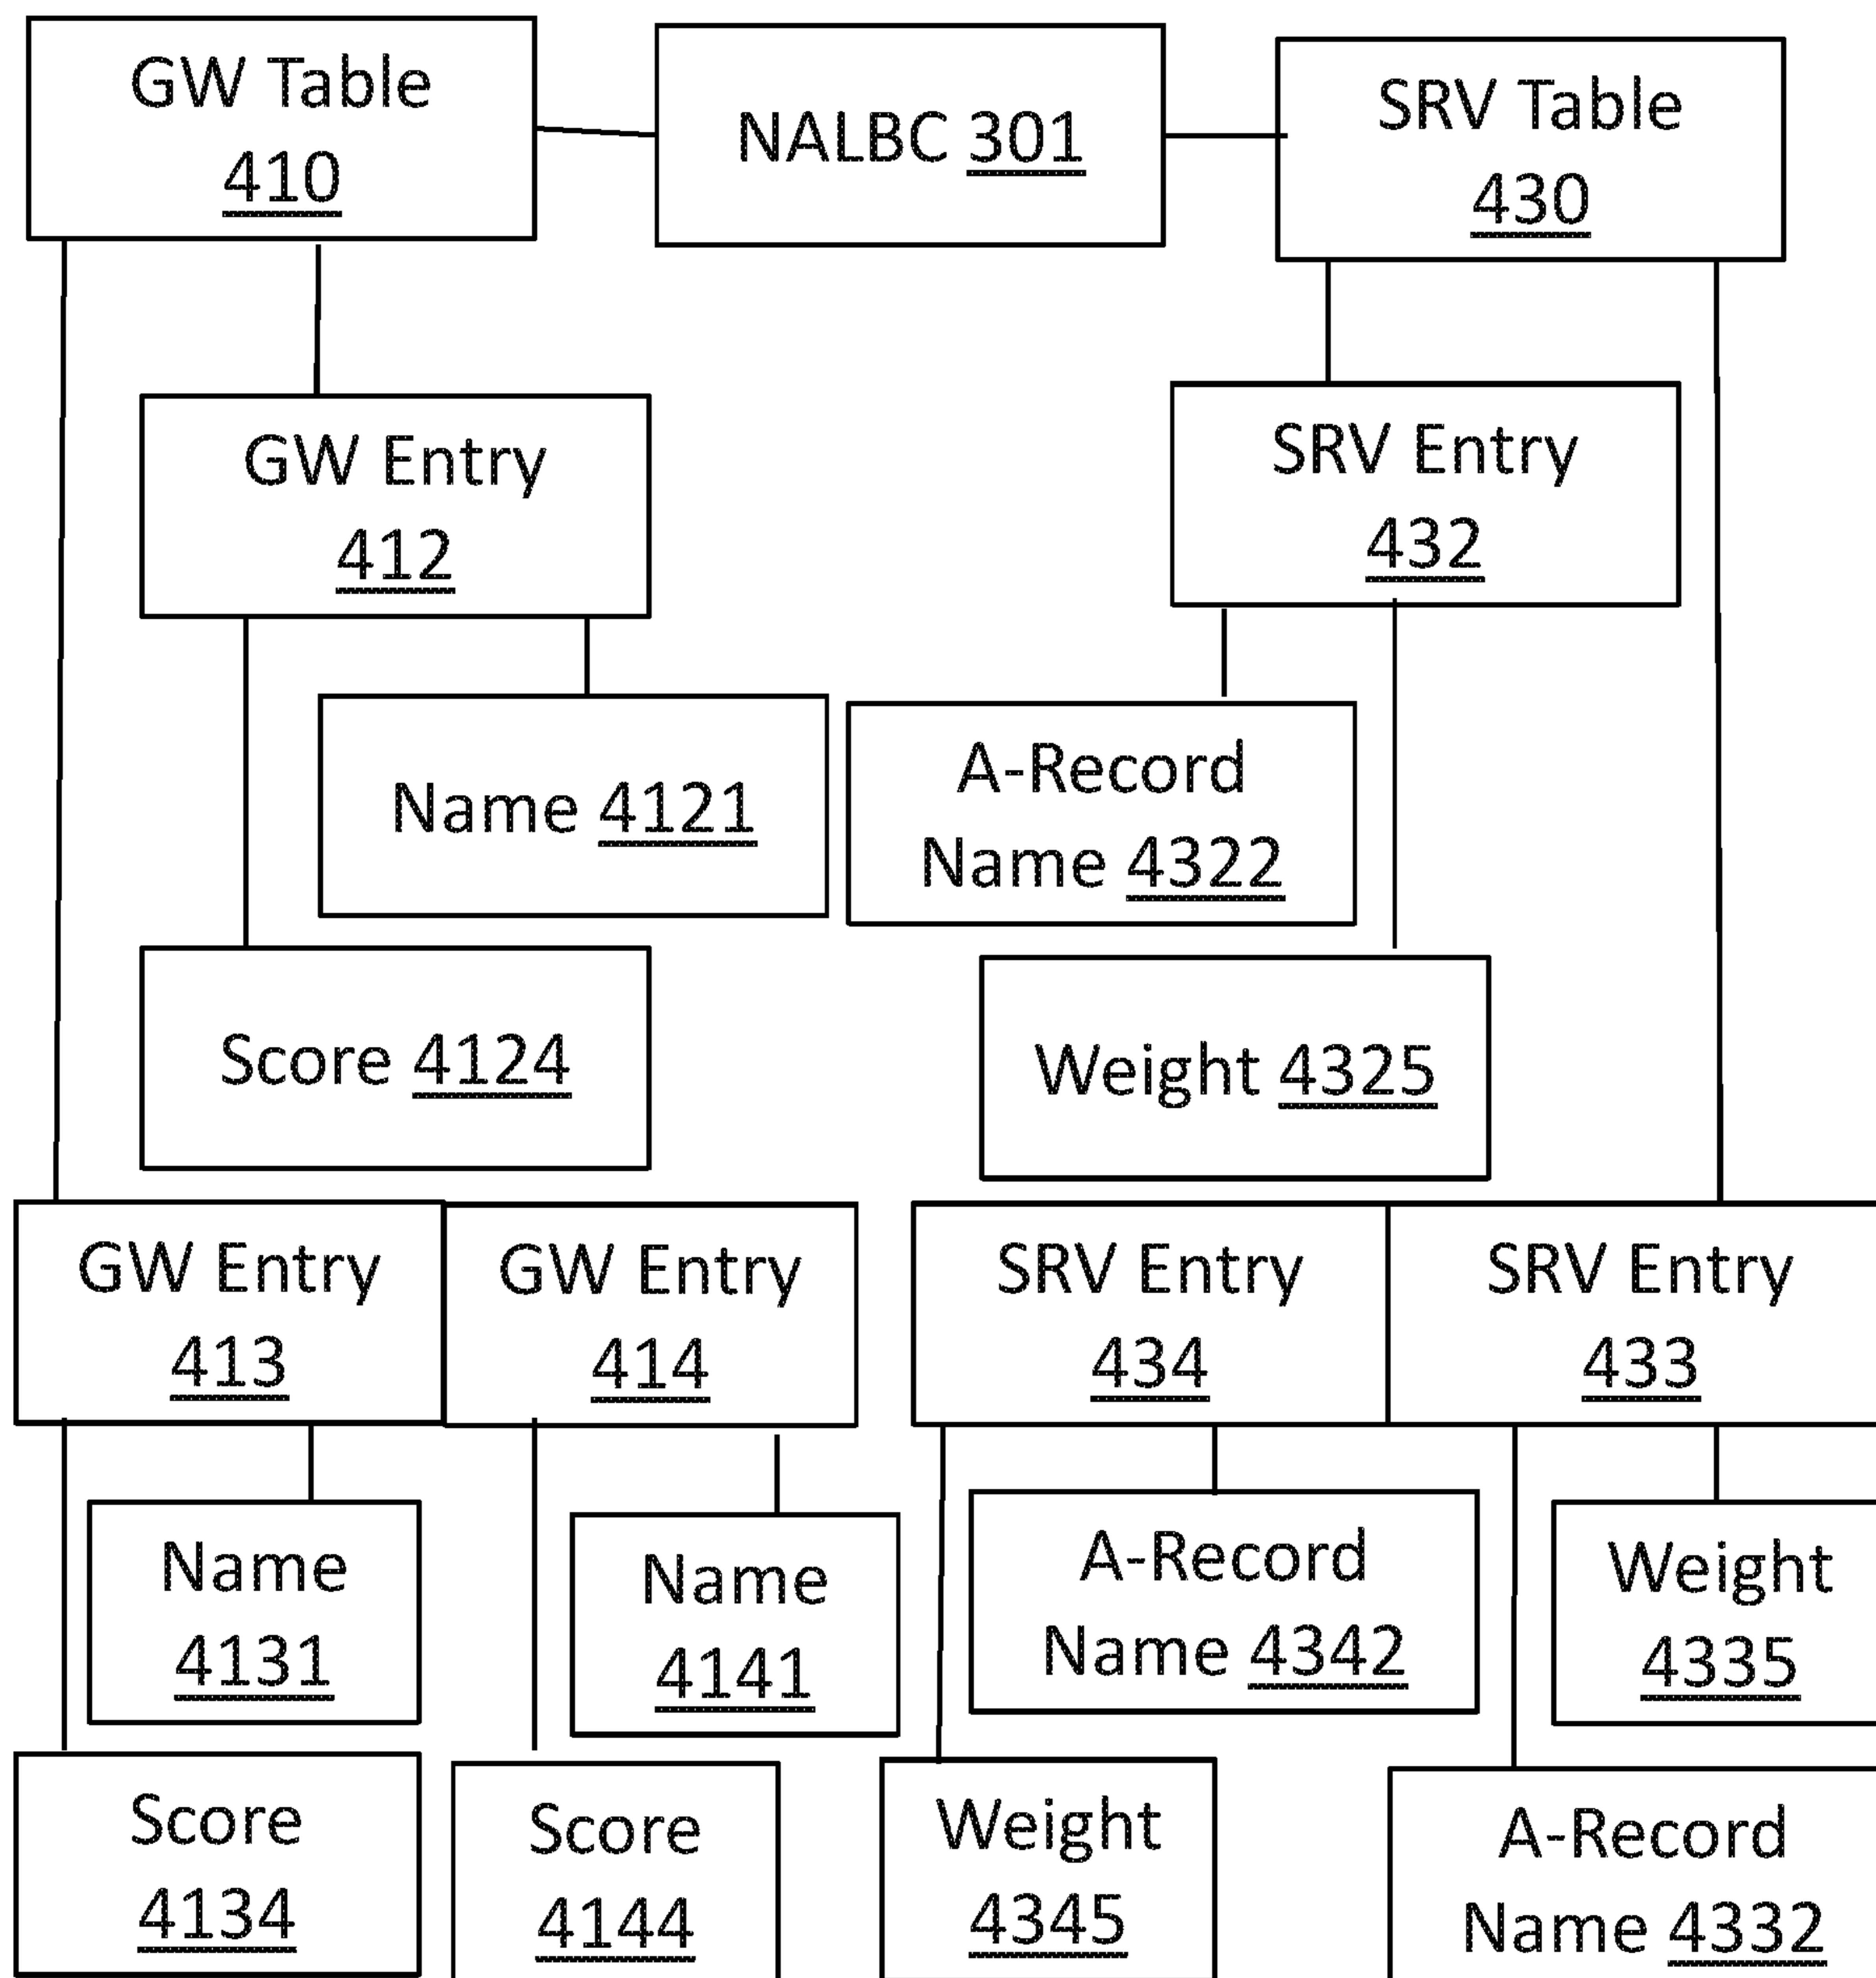 GW Table
410
NALBC 301
SRV Table
430
GW Entry
412
SRV Entry
432
Name 4121
A-Record
Name 4322
Score 4124
Weight 4325
GW Entry
413
GW Entry
414
SRV Entry
434
SRV Entry
433
Name
4131
Name
4141
A-Record
Name 4342
Weight
4335
Score
4134
Score
4144
Weight
4345
A-Record
Name 4332